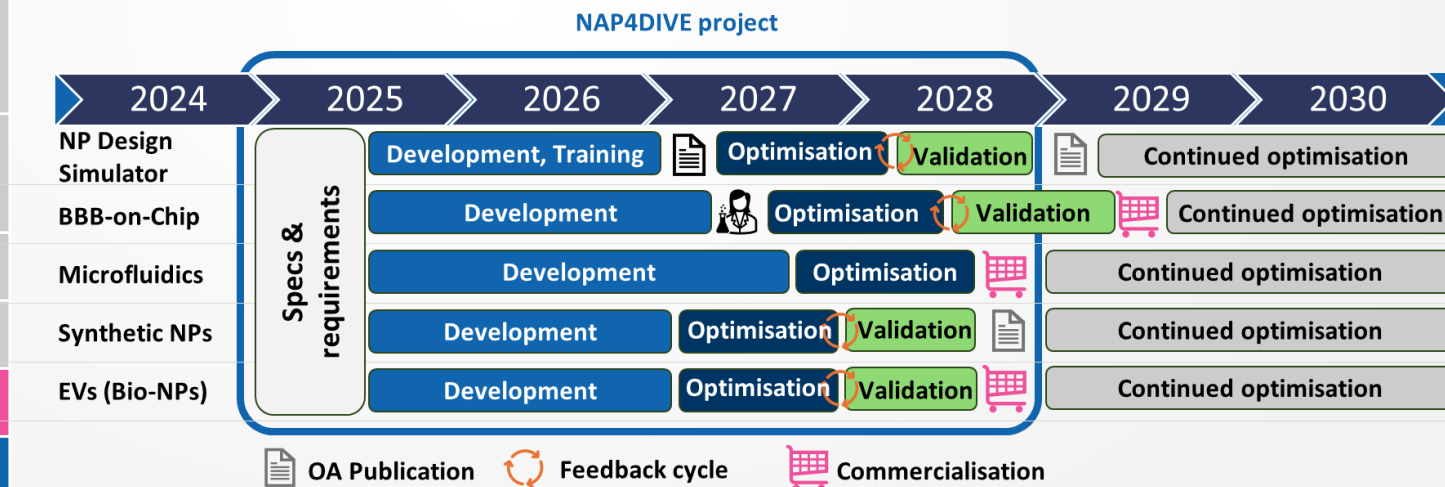 NAP4DIVE project
2024 2025 2026 2027 2028 2029 2030
NP Design
Simulator
Development, Training
Optimisation
Validation
Continued optimisation
BBB-on-Chip
Development
Optimisation
Validation
Continued optimisation
Specs &
requirements
Microfluidics
Development
Optimisation
Continued optimisation
Synthetic NPs
Development
Optimisation
Validation
Continued optimisation
EVs (Bio-NPs)
Development
Optimisation
Validation
Continued optimisation
OA Publication
Feedback cycle
Commercialisation